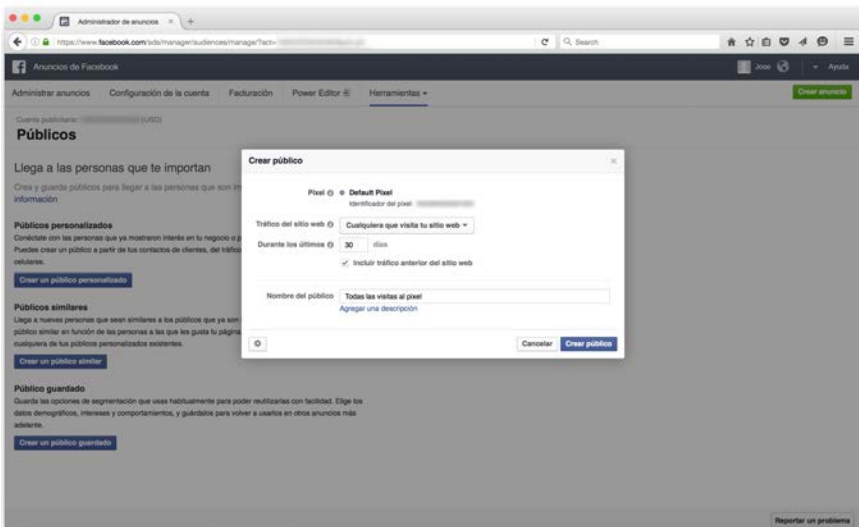 Administrador de anuncios
https://www.facebook.com/ads/manager/audiences/manage/?act=
Search
Anuncios de Facebook
Jose
Ayuda
Administrar anuncios
Configuración de la cuenta
Facturación
Power Editor
Herramientas
Crear anuncio
Cuenta publicitaria:
(USD)
Públicos
Llega a las personas que te importan
Crea y guarda públicos para llegar a las personas que son im
información
Públicos personalizados
Conéctate con las personas que ya mostraron interés en tu negocio o p
Puedes crear un público a partir de tus contactos de clientes, del tráfico
celulares.
Crear un público personalizado
Públicos similares
Llega a nuevas personas que sean similares a los públicos que ya son
público similar en función de las personas a las que les gusta tu página,
cualquiera de tus públicos personalizados existentes.
Crear un público similar
Público guardado
Guarda las opciones de segmentación que usas habitualmente para poder reutilizarlas con facilidad. Elige los
datos demográficos, intereses y comportamientos, y guárdalos para volver a usarlos en otros anuncios más
adelante.
Crear un público guardado
Crear público
Pixel
Default Pixel
Identificador del pixel:
Tráfico del sitio web
Cualquiera que visita tu sitio web
Durante los últimos
30 días
Incluir tráfico anterior del sitio web
Nombre del público
Todas las visitas al pixel
Agregar una descripción
Cancelar
Crear público
Reportar un problema